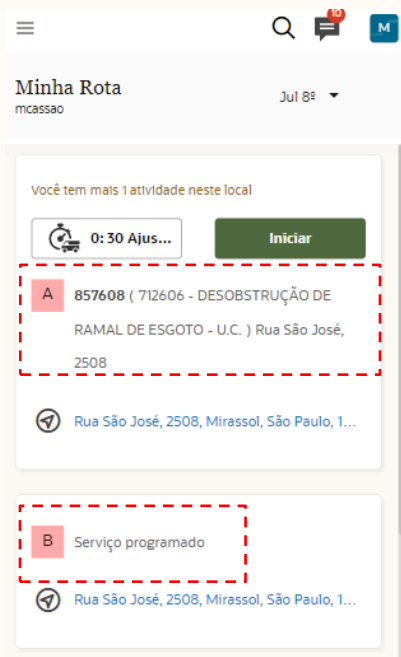 10
M
Minha Rota
mcassao
Jul 8º
Você tem mais 1 atividade neste local
0:30 Ajus...
Iniciar
A
857608 ( 712606 - DESOBSTRUÇÃO DE
RAMAL DE ESGOTO - U.C. ) Rua São José,
2508
Rua São José, 2508, Mirassol, São Paulo, 1...
B
Serviço programado
Rua São José, 2508, Mirassol, São Paulo, 1...